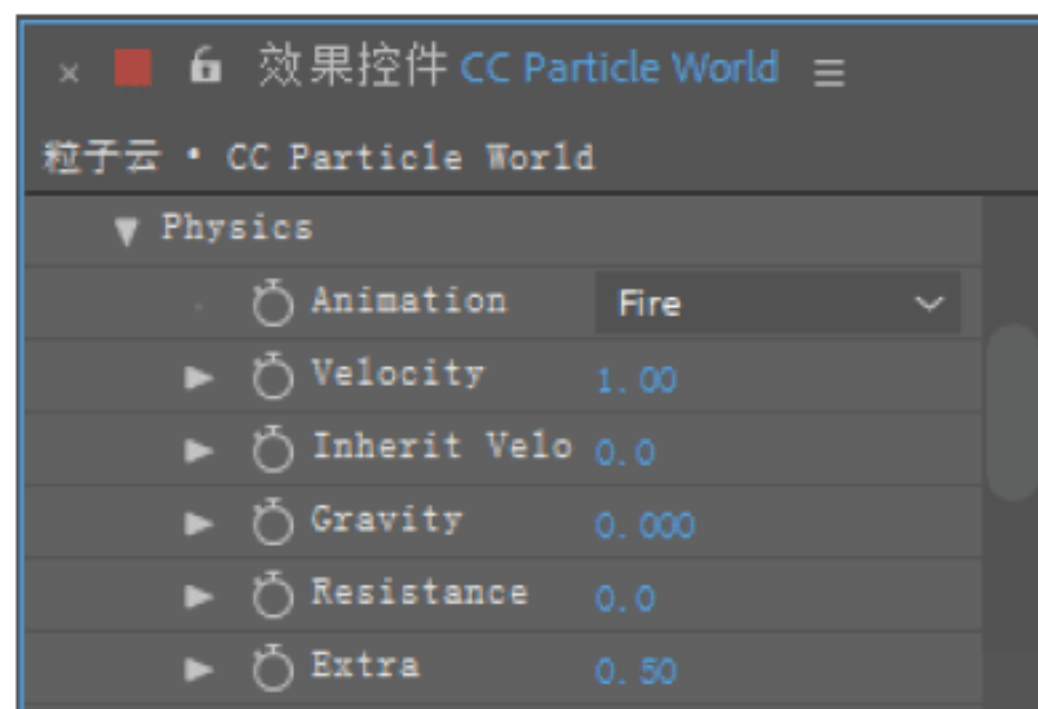 效果控件 CC Particle World
粒子云 • CC Particle World
Physics
Animation Fire
Velocity 1.00
Inherit Velo 0.0
Gravity 0.000
Resistance 0.0
Extra 0.50